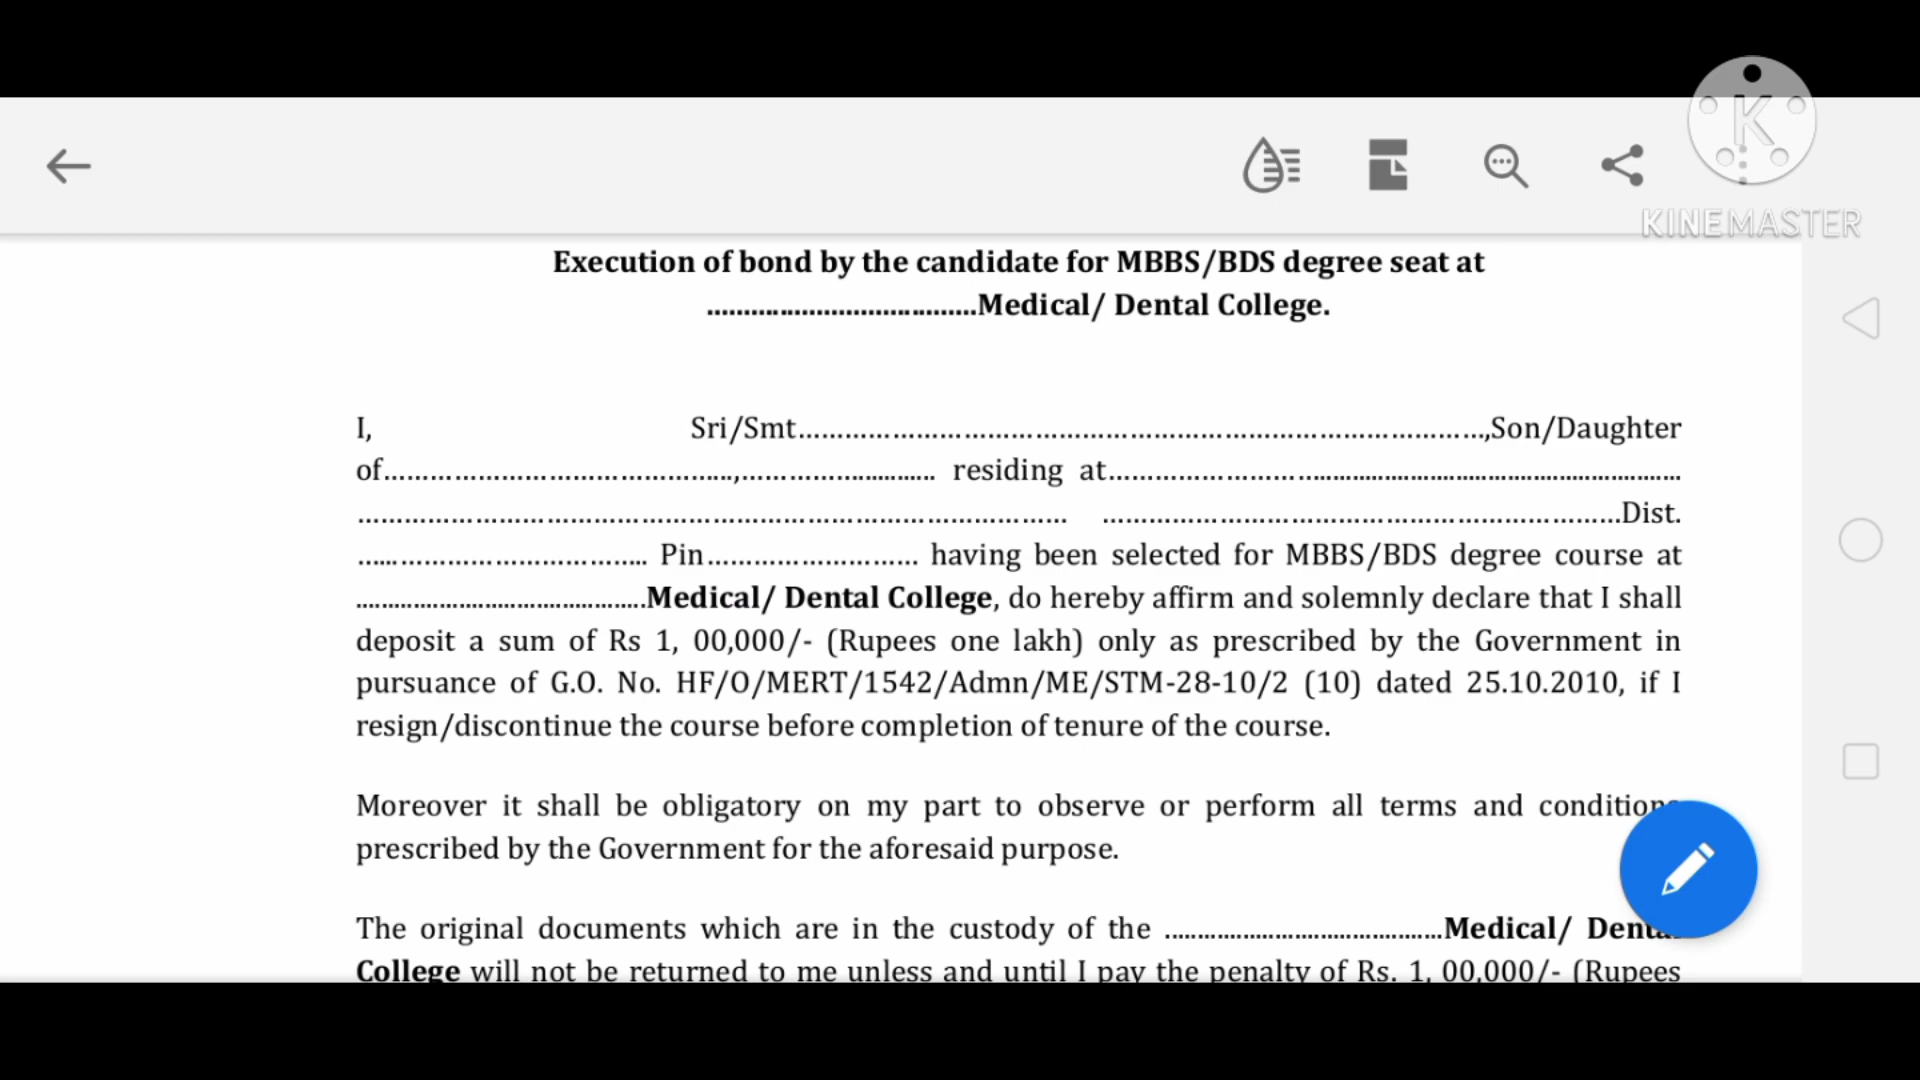 K
KINEMASTER
Execution of bond by the candidate for MBBS/BDS degree seat at
....................................Medical/ Dental College.
I, Sri/Smt....................................................................................,Son/Daughter
of............................................,........................... residing at......................................................................
.......................................................................................... ..................................................................Dist.
..................................... Pin........................... having been selected for MBBS/BDS degree course at
............................................Medical/ Dental College, do hereby affirm and solemnly declare that I shall
deposit a sum of Rs 1, 00,000/- (Rupees one lakh) only as prescribed by the Government in
pursuance of G.O. No. HF/O/MERT/1542/Admn/ME/STM-28-10/2 (10) dated 25.10.2010, if I
resign/discontinue the course before completion of tenure of the course.
Moreover it shall be obligatory on my part to observe or perform all terms and conditions
prescribed by the Government for the aforesaid purpose.
The original documents which are in the custody of the ..........................................Medical/ Dental
College will not be returned to me unless and until I pay the penalty of Rs. 1, 00,000/- (Rupees